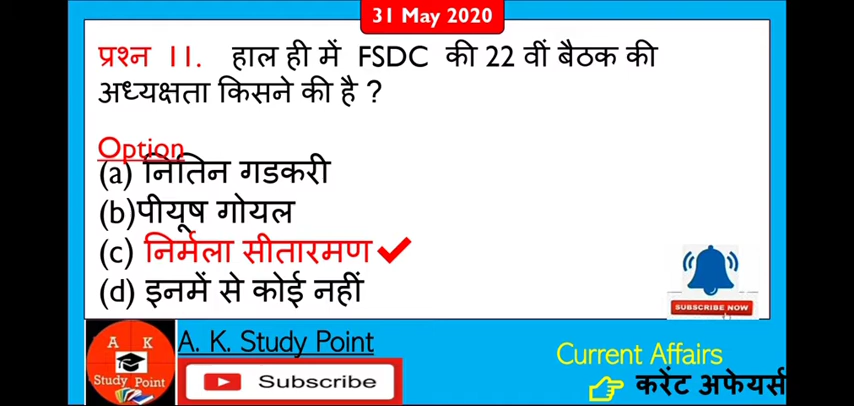 31 May 2020
प्रश्न 11. हाल ही में FSDC की 22 वीं बैठक की
अध्यक्षता किसने की है ?
Option
(a) नितिन गडकरी
(b)पीयूष गोयल
(c) निर्मला सीतारमण
(d) इनमें से कोई नहीं
SUBSCRIBE NOW
A K
Study Point
A. K. Study Point
Subscribe
Current Affairs
करेंट अफेयर्स